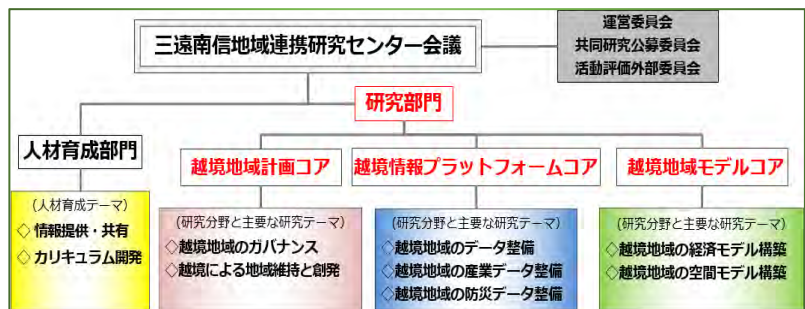 三遠南信地域連携研究センター会議
運営委員会
共同研究公募委員会
活動評価外部委員会
研究部門
人材育成部門
越境地域計画コア
越境情報プラットフォームコア
越境地域モデルコア
(人材育成テーマ)
◇情報提供・共有
◇カリキュラム開発
(研究分野と主要な研究テーマ)
◇越境地域のガバナンス
◇越境による地域維持と創発
(研究分野と主要な研究テーマ)
◇越境地域のデータ整備
◇越境地域の産業データ整備
◇越境地域の防災データ整備
(研究分野と主要な研究テーマ)
◇越境地域の経済モデル構築
◇越境地域の空間モデル構築